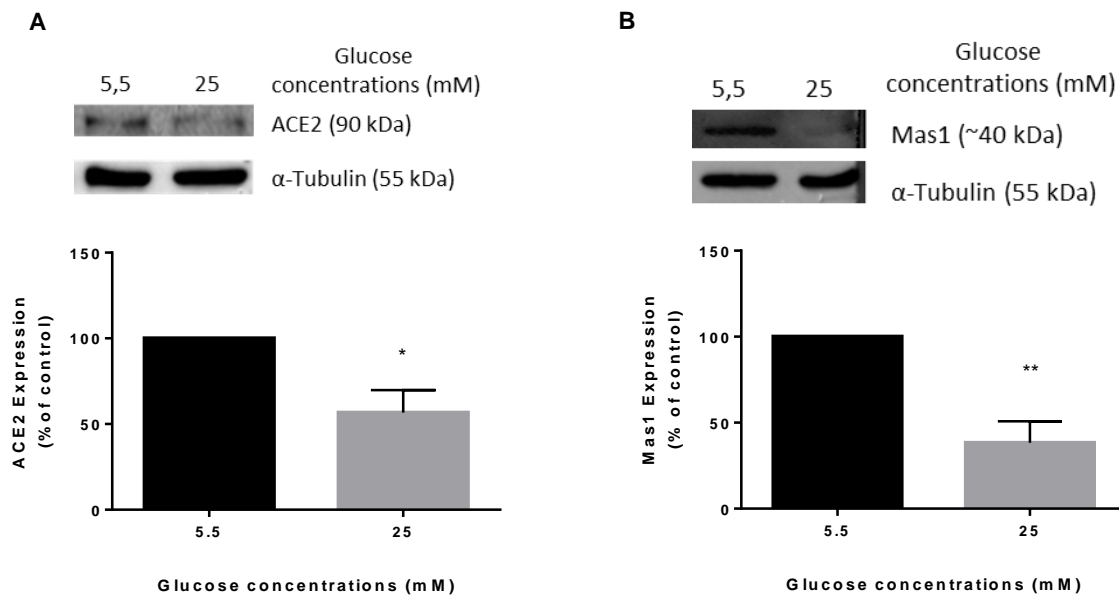 A
Glucose
5,5 25 concentrations (mM)
ACE2 (90 kDa)
α-Tubulin (55 kDa)
150
100
50
0
ACE2 Expression
(% of control)
*
5.5 25
Glucose concentrations (mM)
B
Glucose
5,5 25 concentrations (mM)
Mas1 (~40 kDa)
α-Tubulin (55 kDa)
150
100
50
0
Mas1 Expression
(% of control)
**
5.5 25
Glucose concentrations (mM)